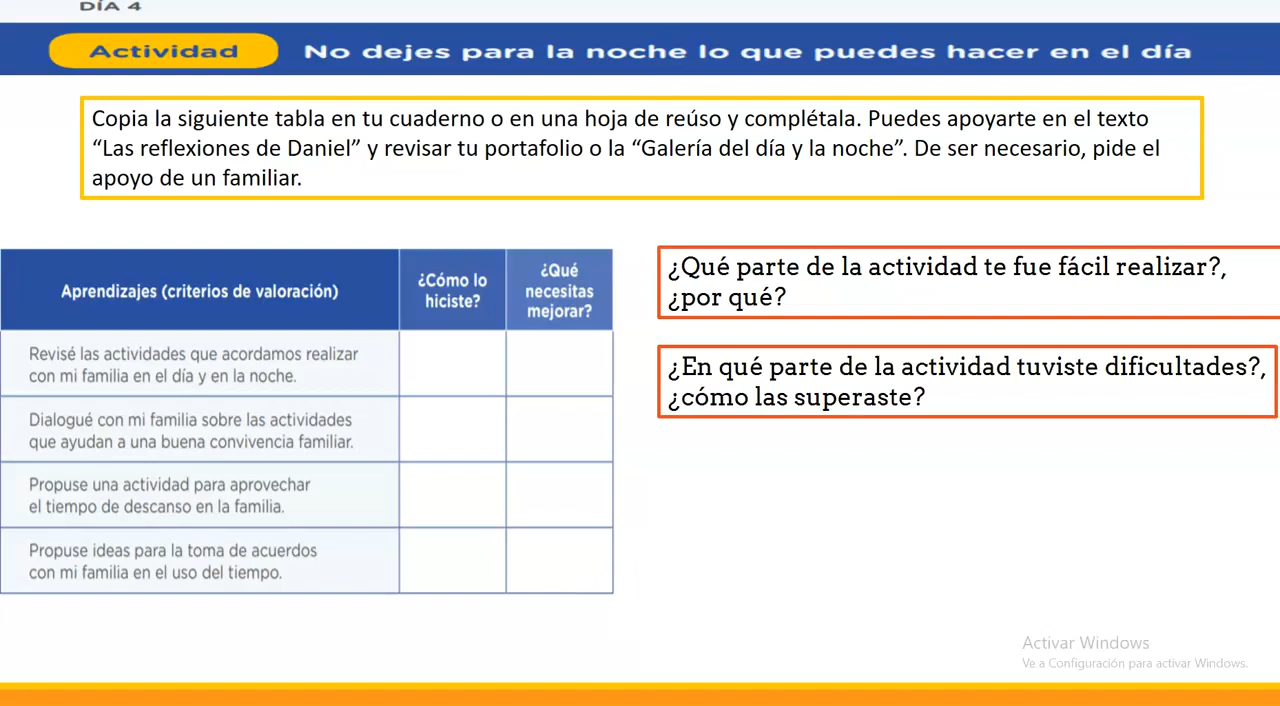 DÍA 4
Actividad No dejes para la noche lo que puedes hacer en el día
Copia la siguiente tabla en tu cuaderno o en una hoja de reúso y complétala. Puedes apoyarte en el texto
“Las reflexiones de Daniel” y revisar tu portafolio o la “Galería del día y la noche”. De ser necesario, pide el
apoyo de un familiar.
Aprendizajes (criterios de valoración)
¿Cómo lo
hiciste?
¿Qué
necesitas
mejorar?
Revisé las actividades que acordamos realizar
con mi familia en el día y en la noche.
Dialogué con mi familia sobre las actividades
que ayudan a una buena convivencia familiar.
Propuse una actividad para aprovechar
el tiempo de descanso en la familia.
Propuse ideas para la toma de acuerdos
con mi familia en el uso del tiempo.
¿Qué parte de la actividad te fue fácil realizar?,
¿por qué?
¿En qué parte de la actividad tuviste dificultades?,
¿cómo las superaste?
Activar Windows
Ve a Configuración para activar Windows.